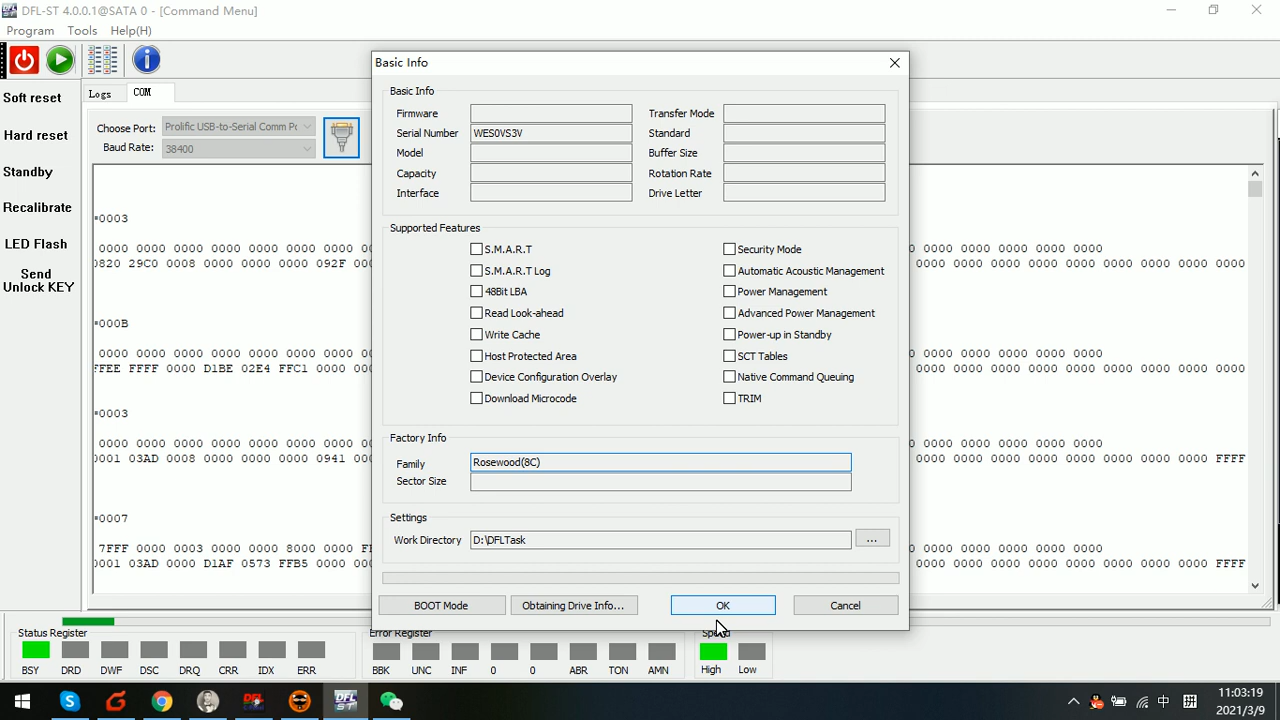 DFL-ST 4.0.0.1@SATA 0 - [Command Menu]
Program Tools Help(H)
Soft reset
Hard reset
Standby
Recalibrate
LED Flash
Send
Unlock KEY
Logs COM
Choose Port: Prolific USB-to-Serial Comm Po
Baud Rate: 38400
Basic Info
Basic Info
Firmware
Serial Number WES0VS3V
Model
Capacity
Interface
Transfer Mode
Standard
Buffer Size
Rotation Rate
Drive Letter
Supported Features
S.M.A.R.T
S.M.A.R.T Log
48Bit LBA
Read Look-ahead
Write Cache
Host Protected Area
Device Configuration Overlay
Download Microcode
Security Mode
Automatic Acoustic Management
Power Management
Advanced Power Management
Power-up in Standby
SCT Tables
Native Command Queuing
TRIM
Factory Info
Family Rosewood(8C)
Sector Size
Settings
Work Directory D:\DFLTask ...
BOOT Mode Obtaining Drive Info... OK Cancel
0003
0000 0000 0000 0000 0000 0000 0000 0000 0000 0000 0000
0820 29C0 0008 0000 0000 0000 092F 0000 0000 0000 0000 0000 0000 0000 0000 0000
000B
0000 0000 0000 0000 0000 0000 0000 0000 0000 0000 0000
FFEE FFFF 0000 D1BE 02E4 FFC1 0000 0000 0000 0000 0000 0000 0000 0000 0000
0003
0000 0000 0000 0000 0000 0000 0000 0000 0000 0000 0000
0001 03AD 0008 0000 0000 0000 0941 0000 0000 0000 0000 0000 0000 0000 0000 FFFF
0007
7FFF 0000 0003 0000 8000 0000 0000 0000 0000 0000 0000
0001 03AD 0000 D1AF 0573 FFB5 0000 0000 0000 0000 0000 0000 0000 0000 FFFF
Status Register
BSY DRD DWF DSC DRQ CRR IDX ERR
Error Register
BBK UNC INF 0 0 ABR TON AMN
High Low
中 拼
11:03:19
2021/3/9